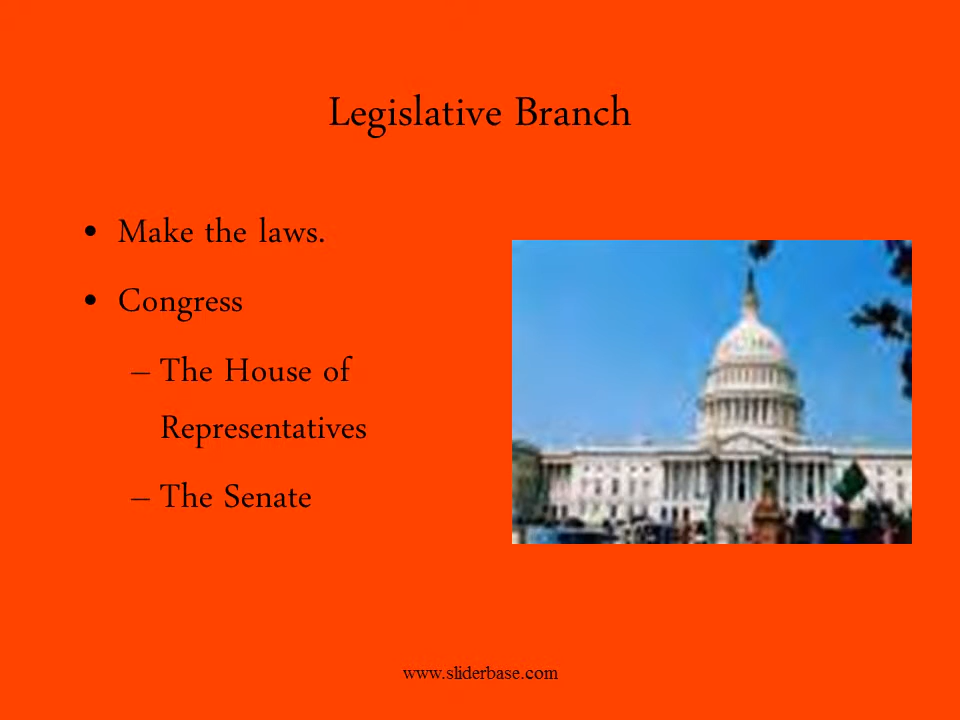 Legislative Branch
• Make the laws.
• Congress
– The House of
Representatives
– The Senate
www.sliderbase.com